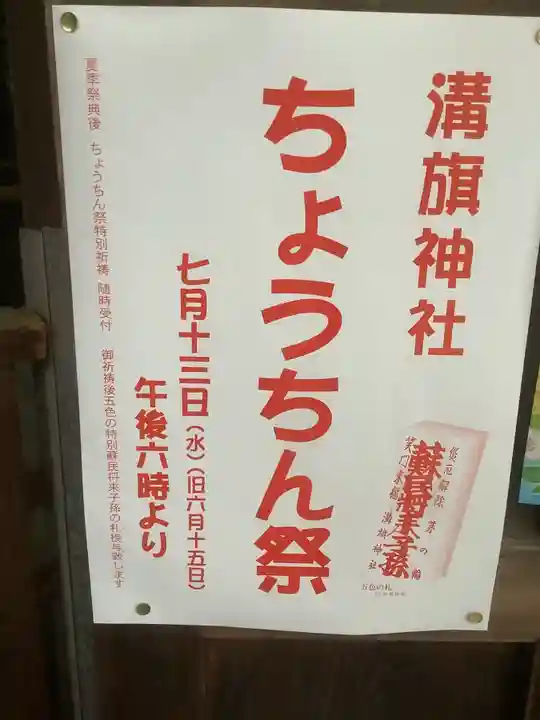 溝旗神社
ちょうちん祭
七月十三日(水)(旧六月十五日)
午後六時より
夏季祭典後 ちょうちん祭特別祈祷 随時受付 御祈祷後五色の特別蘇民将来子孫の札授与致します
蘇民将来子孫
溝旗神社
五色の札